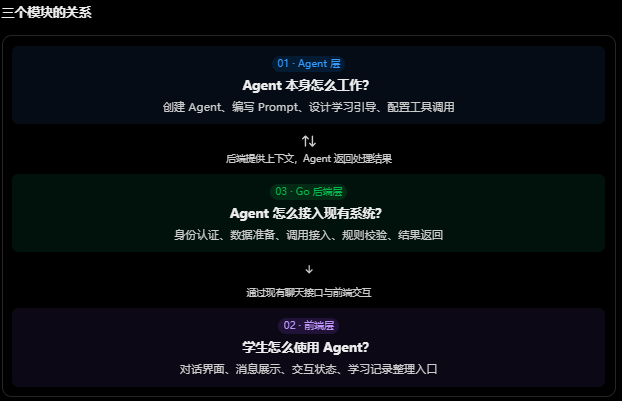 三个模块的关系
01 · Agent 层
Agent 本身怎么工作？
创建 Agent、编写 Prompt、设计学习引导、配置工具调用
后端提供上下文，Agent 返回处理结果
03 · Go 后端层
Agent 怎么接入现有系统？
身份认证、数据准备、调用接入、规则校验、结果返回
通过现有聊天接口与前端交互
02 · 前端层
学生怎么使用 Agent？
对话界面、消息展示、交互状态、学习记录整理入口